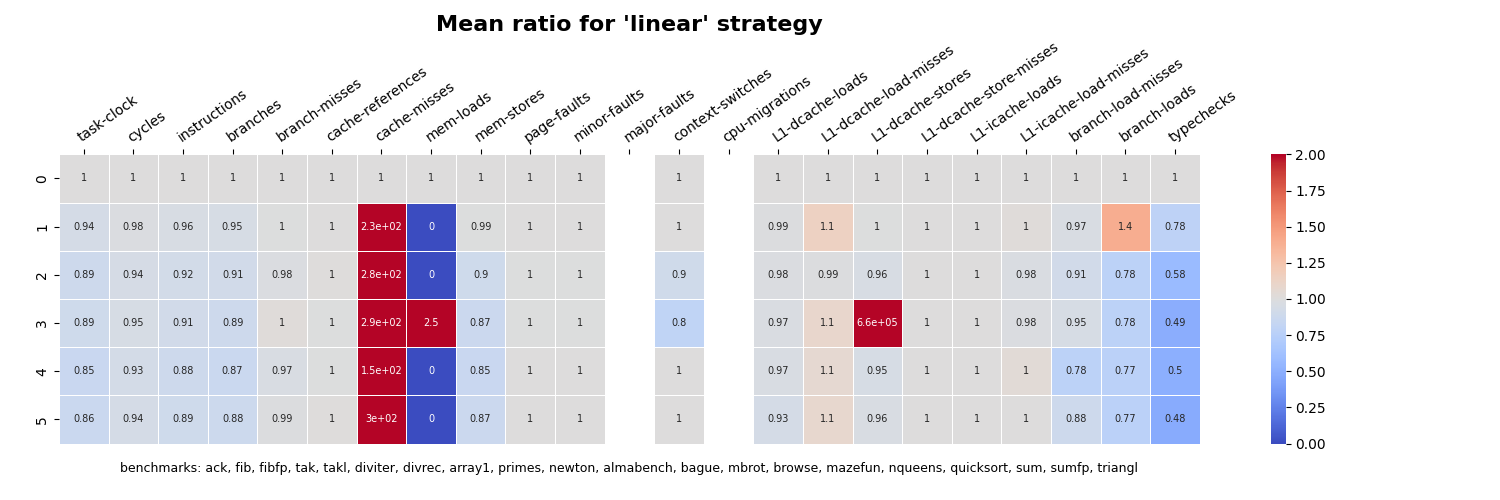 Mean ratio for 'linear' strategy
task-clock cycles instructions branches branch-misses cache-references cache-misses mem-loads mem-stores page-faults minor-faults major-faults context-switches cpu-migrations L1-dcache-loads L1-dcache-load-misses L1-dcache-stores L1-dcache-store-misses L1-icache-loads L1-icache-load-misses branch-load-misses branch-loads typechecks
0 1 1 1 1 1 1 1 1 1 1 1 1 1 1 1 1 1 1 1 1 1
1 0.94 0.98 0.96 0.95 1 1 2.3e+02 0 0.99 1 1 1 0.99 1.1 1 1 1 1 0.97 1.4 0.78
2 0.89 0.94 0.92 0.91 0.98 1 2.8e+02 0 0.9 1 1 0.9 0.98 0.99 0.96 1 1 0.98 0.91 0.78 0.58
3 0.89 0.95 0.91 0.89 1 1 2.9e+02 2.5 0.87 1 1 0.8 0.97 1.1 6.6e+05 1 1 0.98 0.95 0.78 0.49
4 0.85 0.93 0.88 0.87 0.97 1 1.5e+02 0 0.85 1 1 1 0.97 1.1 0.95 1 1 1 0.78 0.77 0.5
5 0.86 0.94 0.89 0.88 0.99 1 3e+02 0 0.87 1 1 1 0.93 1.1 0.96 1 1 1 0.88 0.77 0.48
2.00
1.75
1.50
1.25
1.00
0.75
0.50
0.25
0.00
benchmarks: ack, fib, fibfp, tak, takl, diviter, divrec, array1, primes, newton, almabench, bague, mbrot, browse, mazefun, nqueens, quicksort, sum, sumfp, triangl